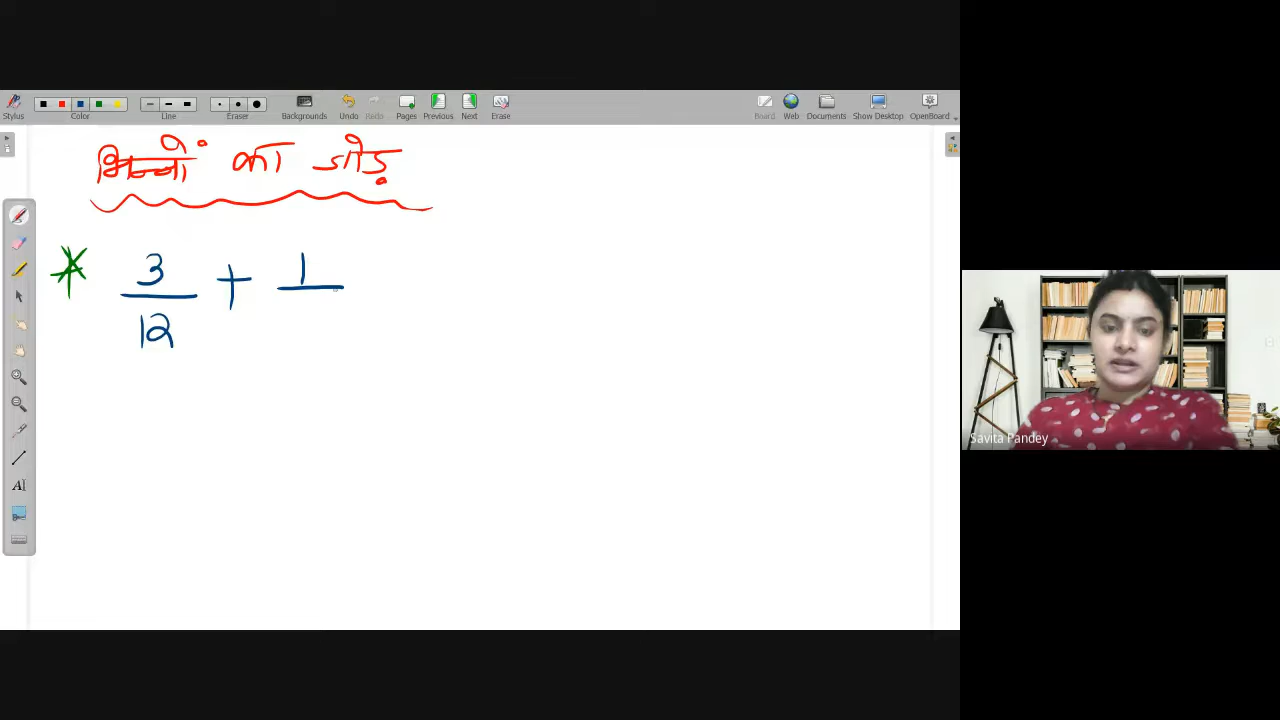 Stylus Color Line Eraser Backgrounds Undo Redo Pages Previous Next Erase Board Web Documents Show Desktop OpenBoard
भिन्नों का जोड़
* 3/12 + 1/
Savita Pandey